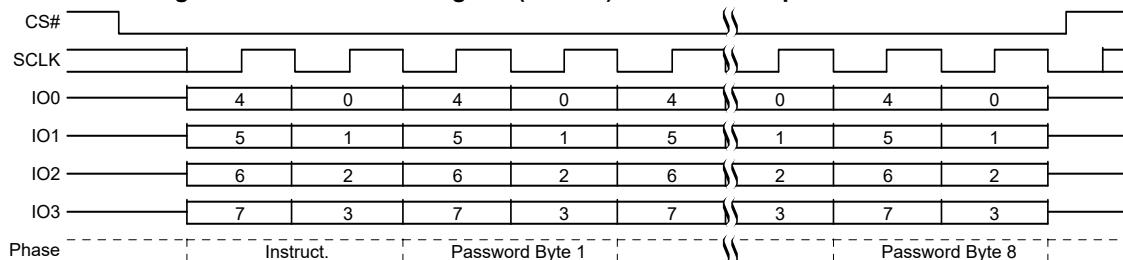 CS#
SCLK
IO0 4 0 4 0 4 0 4 0
IO1 5 1 5 1 5 1 5 1
IO2 6 2 6 2 6 2 6 2
IO3 7 3 7 3 7 3 7 3
Phase Instruct. Password Byte 1 Password Byte 8